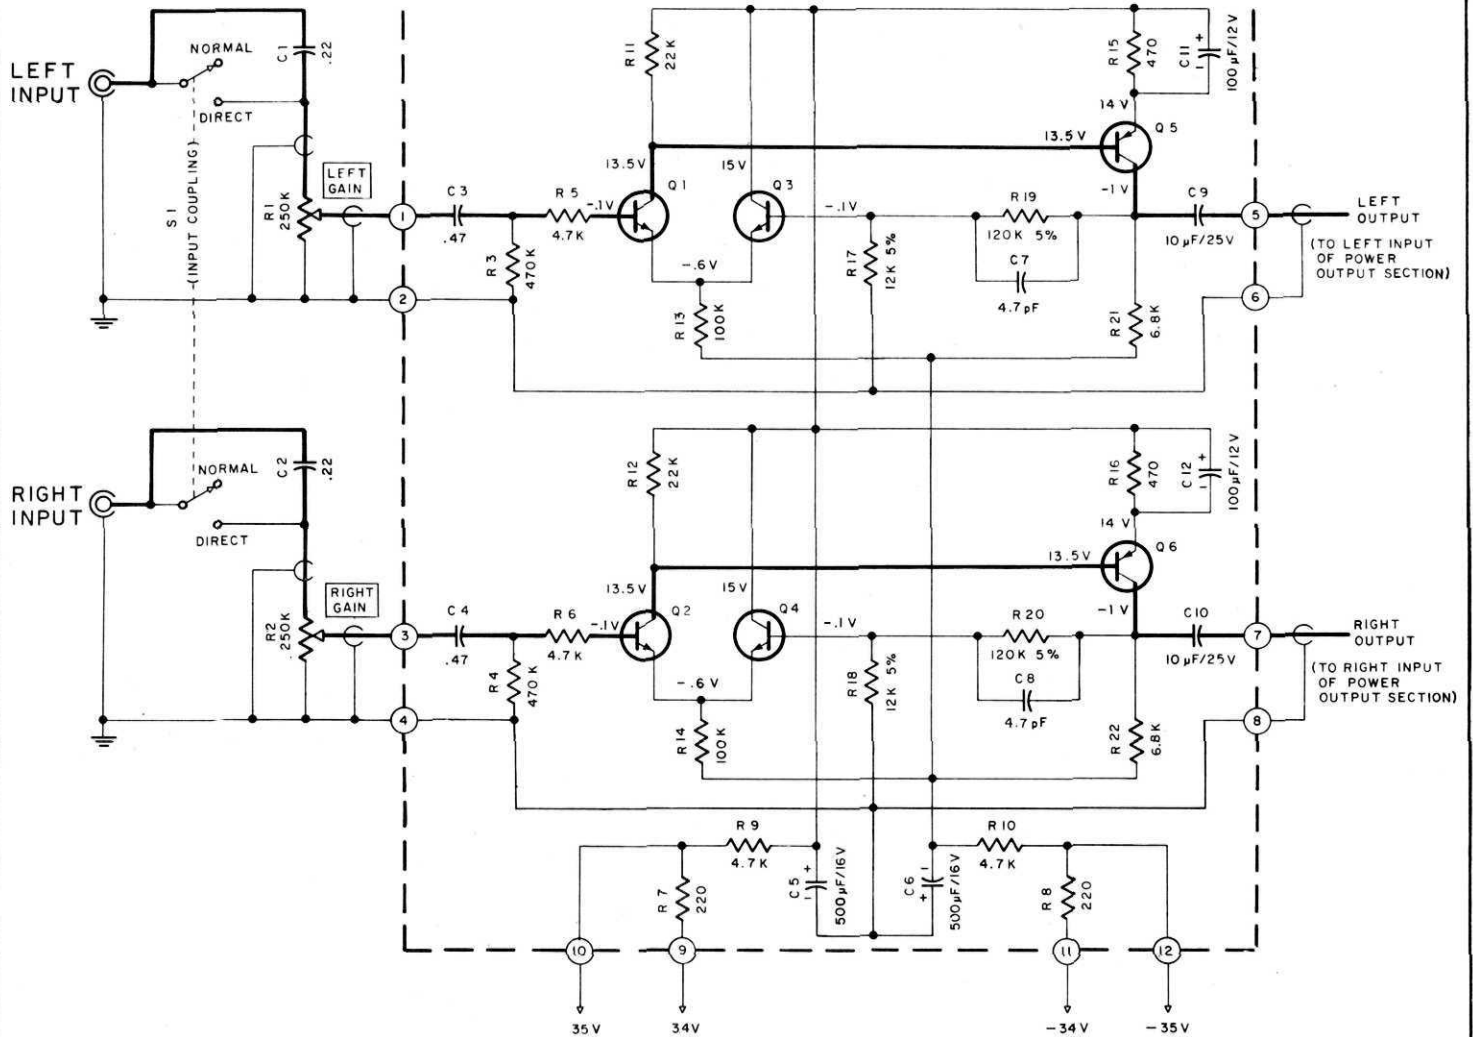 LEFT
INPUT
NORMAL
DIRECT
C1
.22
S1
(INPUT COUPLING)
R1
250K
LEFT
GAIN
1
2
C3
.47
R3
470K
R5
4.7K
-.1V
R11
22K
13.5V
Q1
15V
Q3
-.6V
R13
100K
-.1V
R17
12K 5%
R19
120K 5%
C7
4.7pF
R15
470
C11
+
100µF/12V
14V
13.5V
Q5
-1V
R21
6.8K
C9
10µF/25V
5
6
LEFT
OUTPUT
(TO LEFT INPUT
OF POWER
OUTPUT SECTION)
RIGHT
INPUT
NORMAL
DIRECT
C2
.22
R2
250K
RIGHT
GAIN
3
4
C4
.47
R4
470K
R6
4.7K
-.1V
R12
22K
13.5V
Q2
15V
Q4
-.6V
R14
100K
-.1V
R18
12K 5%
R20
120K 5%
C8
4.7pF
R16
470
C12
+
100µF/12V
14V
13.5V
Q6
-1V
R22
6.8K
C10
10µF/25V
7
8
RIGHT
OUTPUT
(TO RIGHT INPUT
OF POWER
OUTPUT SECTION)
R9
4.7K
R7
220
C5
+
500µF/16V
C6
+
500µF/16V
R10
4.7K
R8
220
10
9
11
12
35V
34V
-34V
-35V